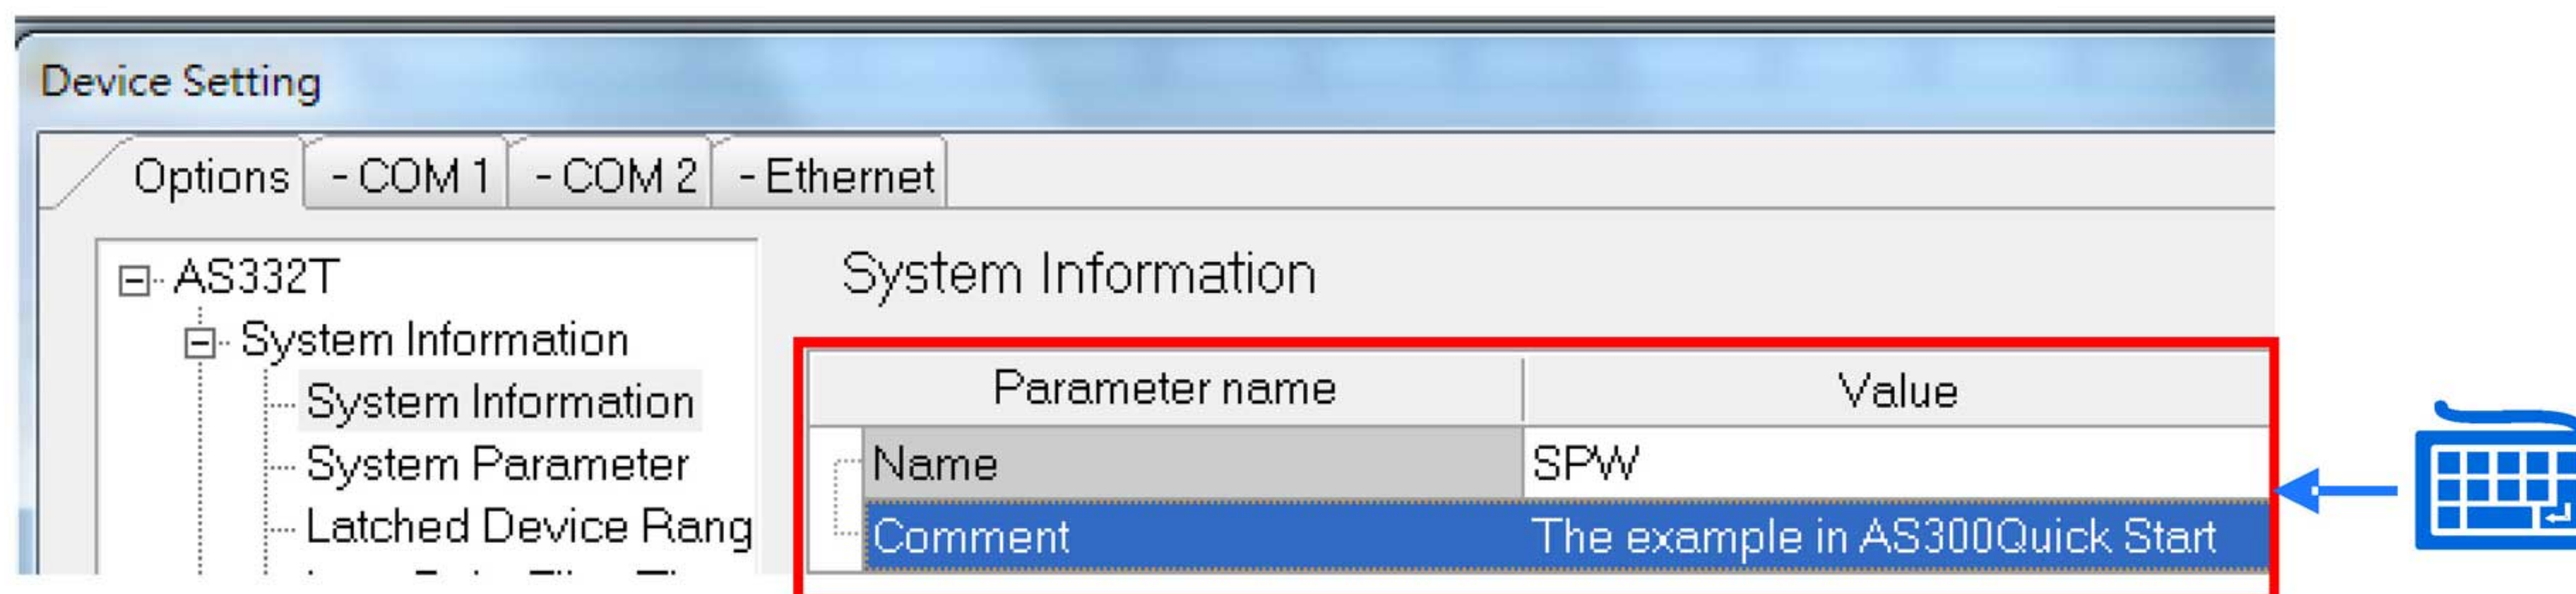 Device Setting
Options - COM 1 - COM 2 - Ethernet
AS332T
System Information
System Information
System Parameter
Latched Device Rang
System Information
Parameter name Value
Name SPW
Comment The example in AS300Quick Start